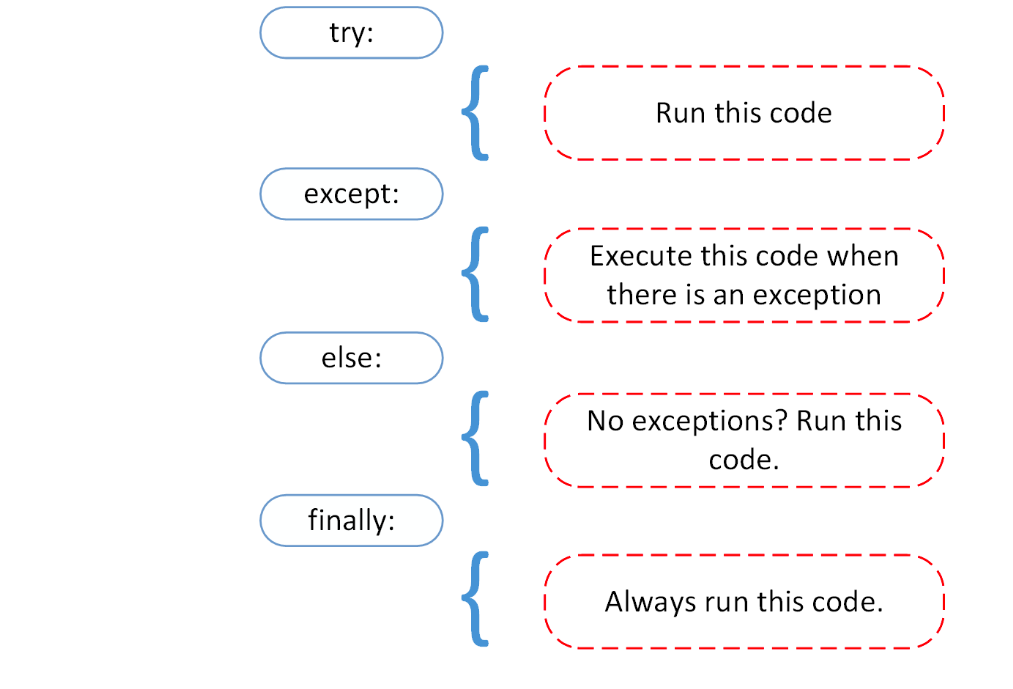 try:
Run this code
except:
Execute this code when
there is an exception
else:
No exceptions? Run this
code.
finally:
Always run this code.